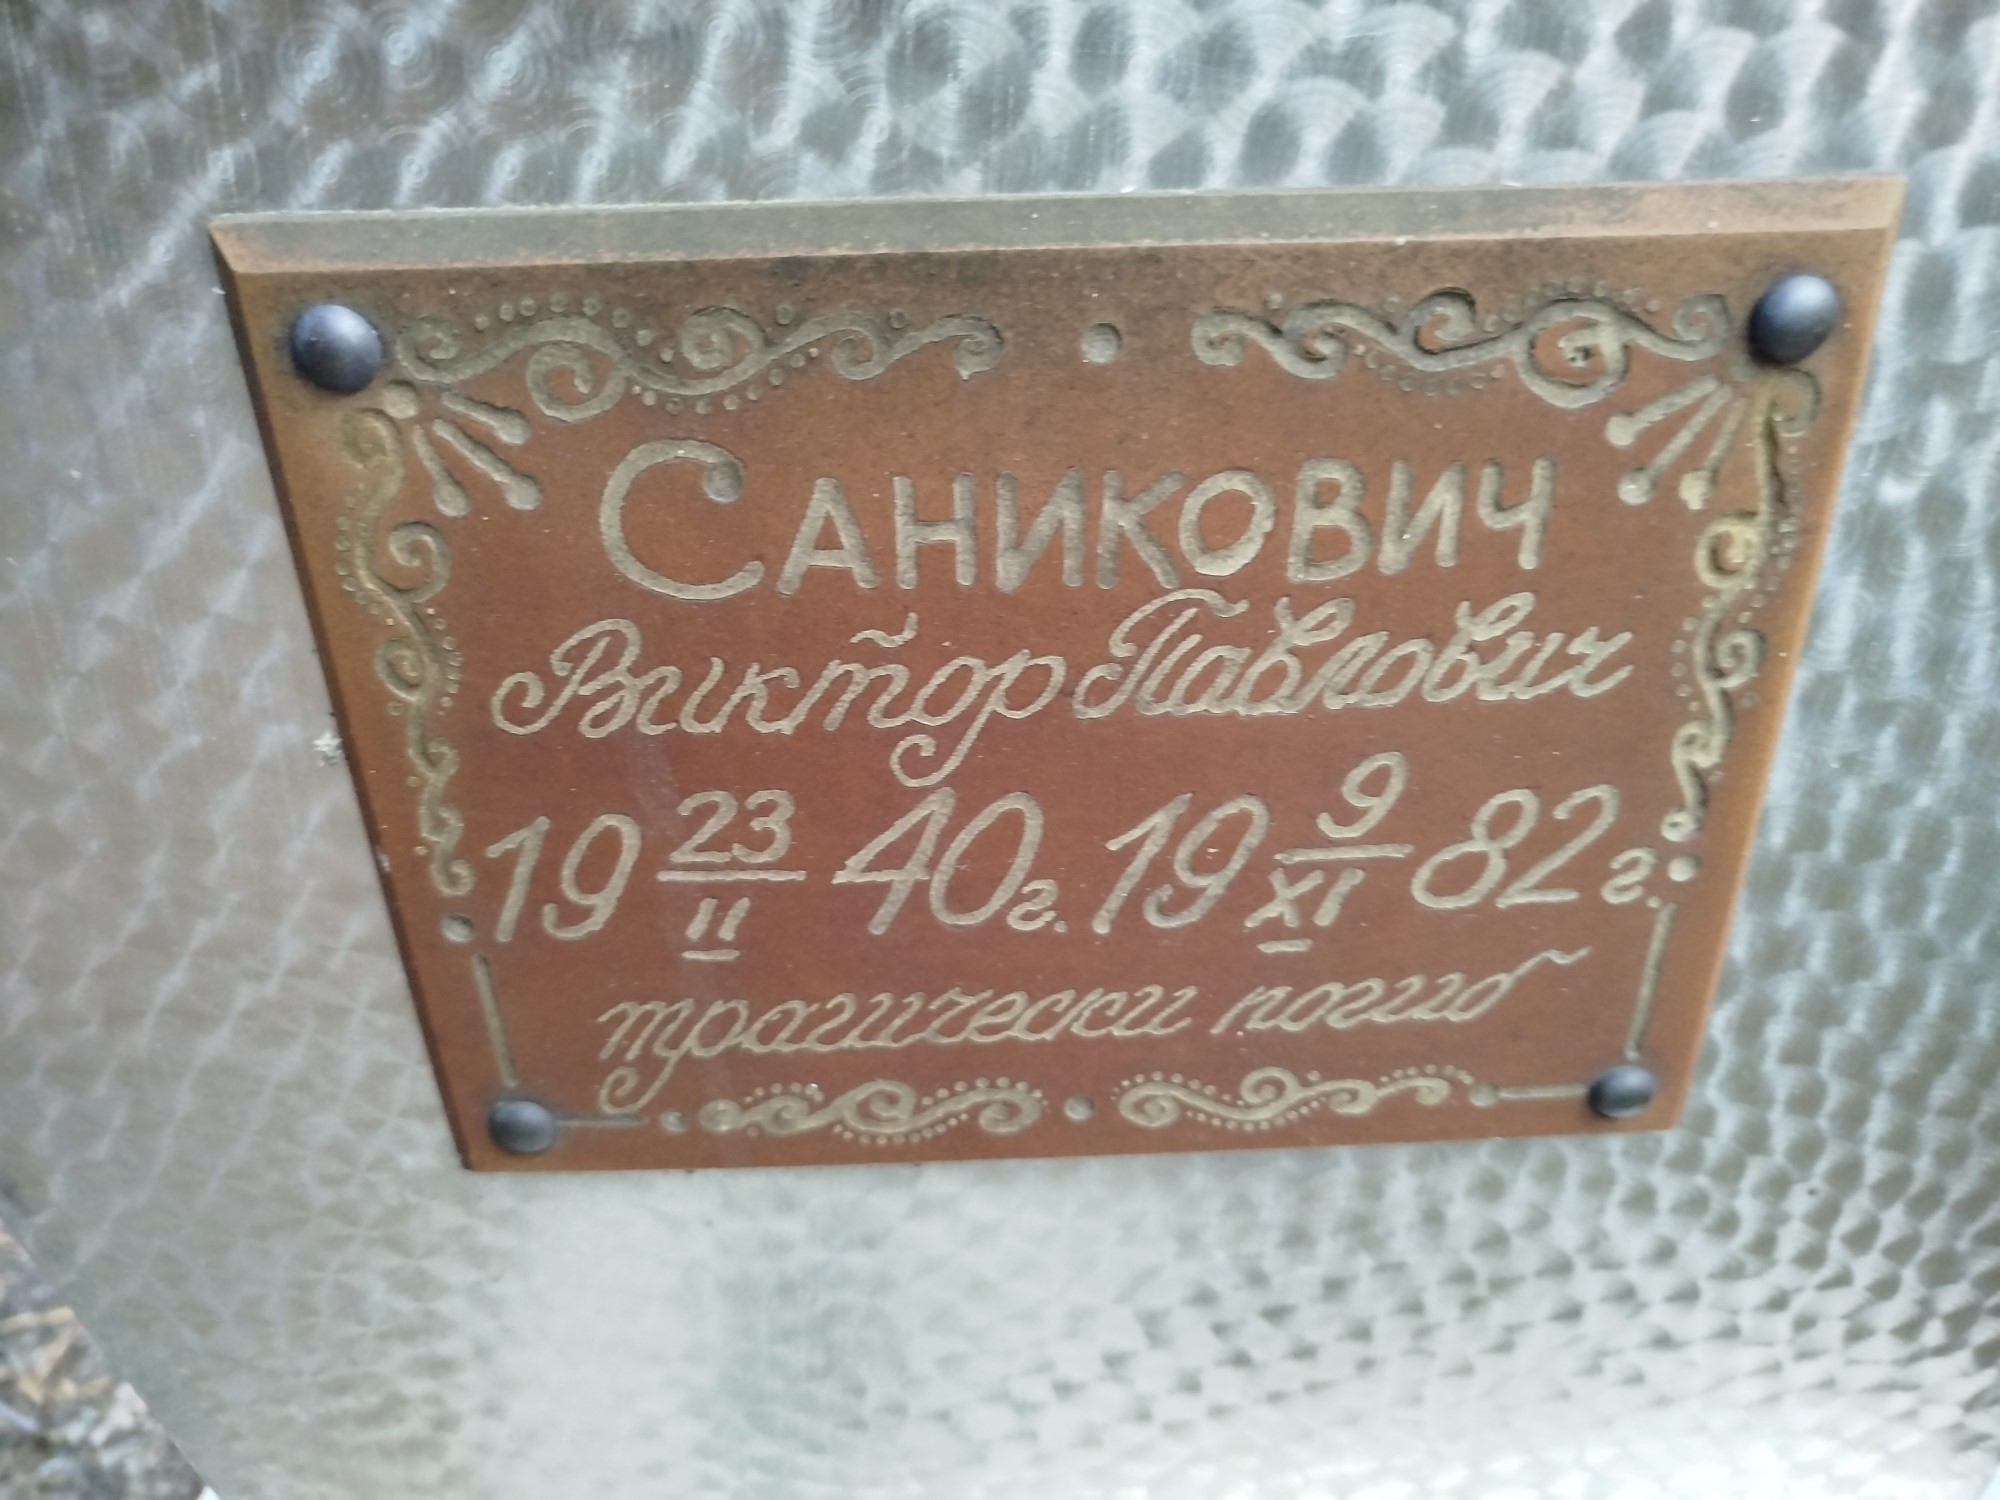 Саникович
Виктор Павлович
19 23/II 40г. 19 9/XI 82г.
трагически погиб